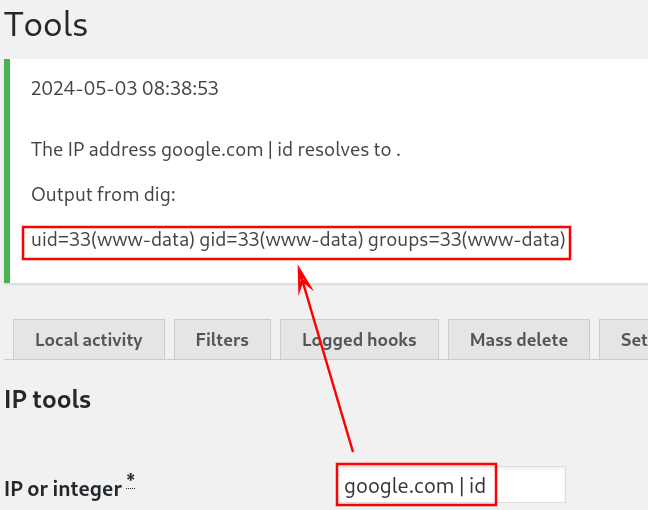 Tools
2024-05-03 08:38:53
The IP address google.com | id resolves to .
Output from dig:
uid=33(www-data) gid=33(www-data) groups=33(www-data)
Local activity Filters Logged hooks Mass delete Set
IP tools
IP or integer * google.com | id